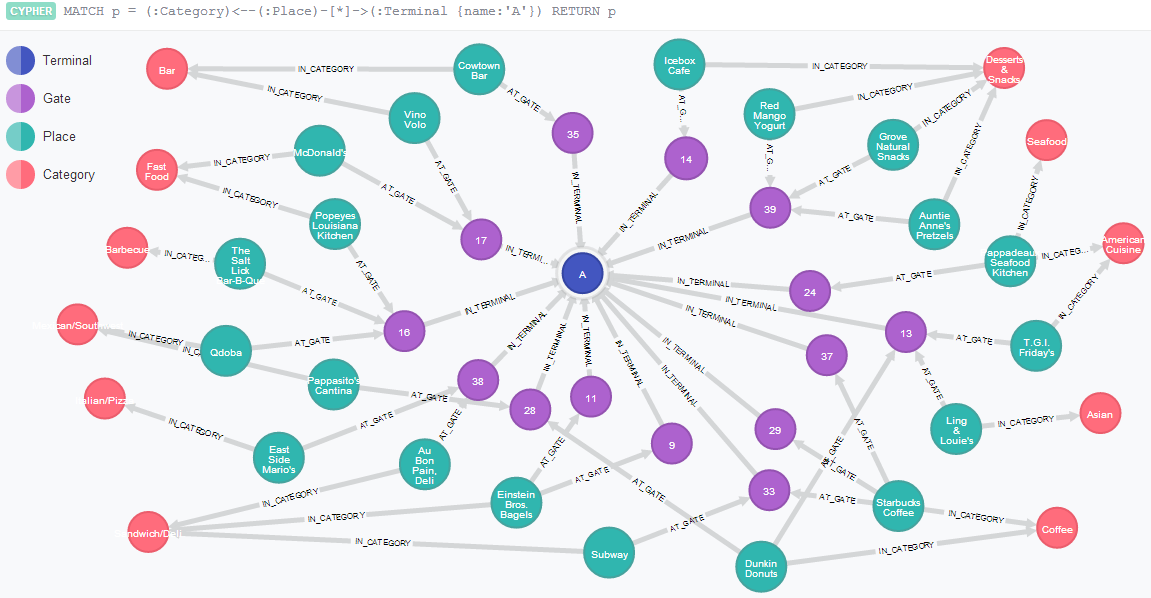 CYPHER MATCH p = (:Category)<--(:Place)-[*]->(:Terminal {name:'A'}) RETURN p
Terminal
Gate
Place
Category
Bar
IN_CATEGORY
Cowtown
Bar
Icebox
Cafe
IN_CATEGORY
Desserts
&
Snacks
IN_CATEGORY
AT_GATE
Vino
Volo
AT_G...
Red
Mango
Yogurt
IN_CATEGORY
IN_CATEGORY
35
Grove
Natural
Snacks
Seafood
McDonald's
IN_CATEGORY
Fast
Food
AT_GATE
14
AT_G...
AT_GATE
IN_CATEGORY
IN_CATEGORY
AT_GATE
IN_CATEGORY
IN_TERMINAL
IN_TERMINAL
39
AT_GATE
Auntie
Anne's
Pretzels
IN_CATEGORY
Popeyes
Louisiana
Kitchen
17
IN_TERMINAL
IN_TERMI...
American
Cuisine
Barbecue
IN_CATEG...
The
Salt
Lick
Bar-B-Que
AT_GATE
A
AT_GATE
appadeaux
Seafood
Kitchen
IN_CATEG...
AT_GATE
IN_TERMINAL
24
IN_TERMINAL
IN_TERMINAL
IN_TERMINAL
IN_CATEGORY
16
13
AT_GATE
T.G.I.
Friday's
IN_CATEGORY
IN_C
Qdoba
AT_GATE
IN_TERMINAL
IN_TERMINAL
IN_TERMINAL
IN_TERMINAL
IN_TERMINAL
IN_TERMINAL
37
Pappasito's
Cantina
AT_GATE
38
28
11
AT_GATE
alian/Pizza
IN_CATEGORY
AT_GATE
AT_GATE
29
Ling
&
Louie's
IN_CATEGORY
Asian
East
Side
Mario's
Au
Bon
Pain,
Deli
AT_GATE
9
AT_GATE
AT_GATE
AT_GATE
AT_GATE
IN_CATEGORY
Einstein
Bros.
Bagels
AT_GATE
33
AT_GATE
Starbucks
Coffee
IN_CATEGORY
Coffee
IN_CATEGORY
AT_GATE
IN_CATEGORY
Subway
Dunkin
Donuts
IN_CATEGORY